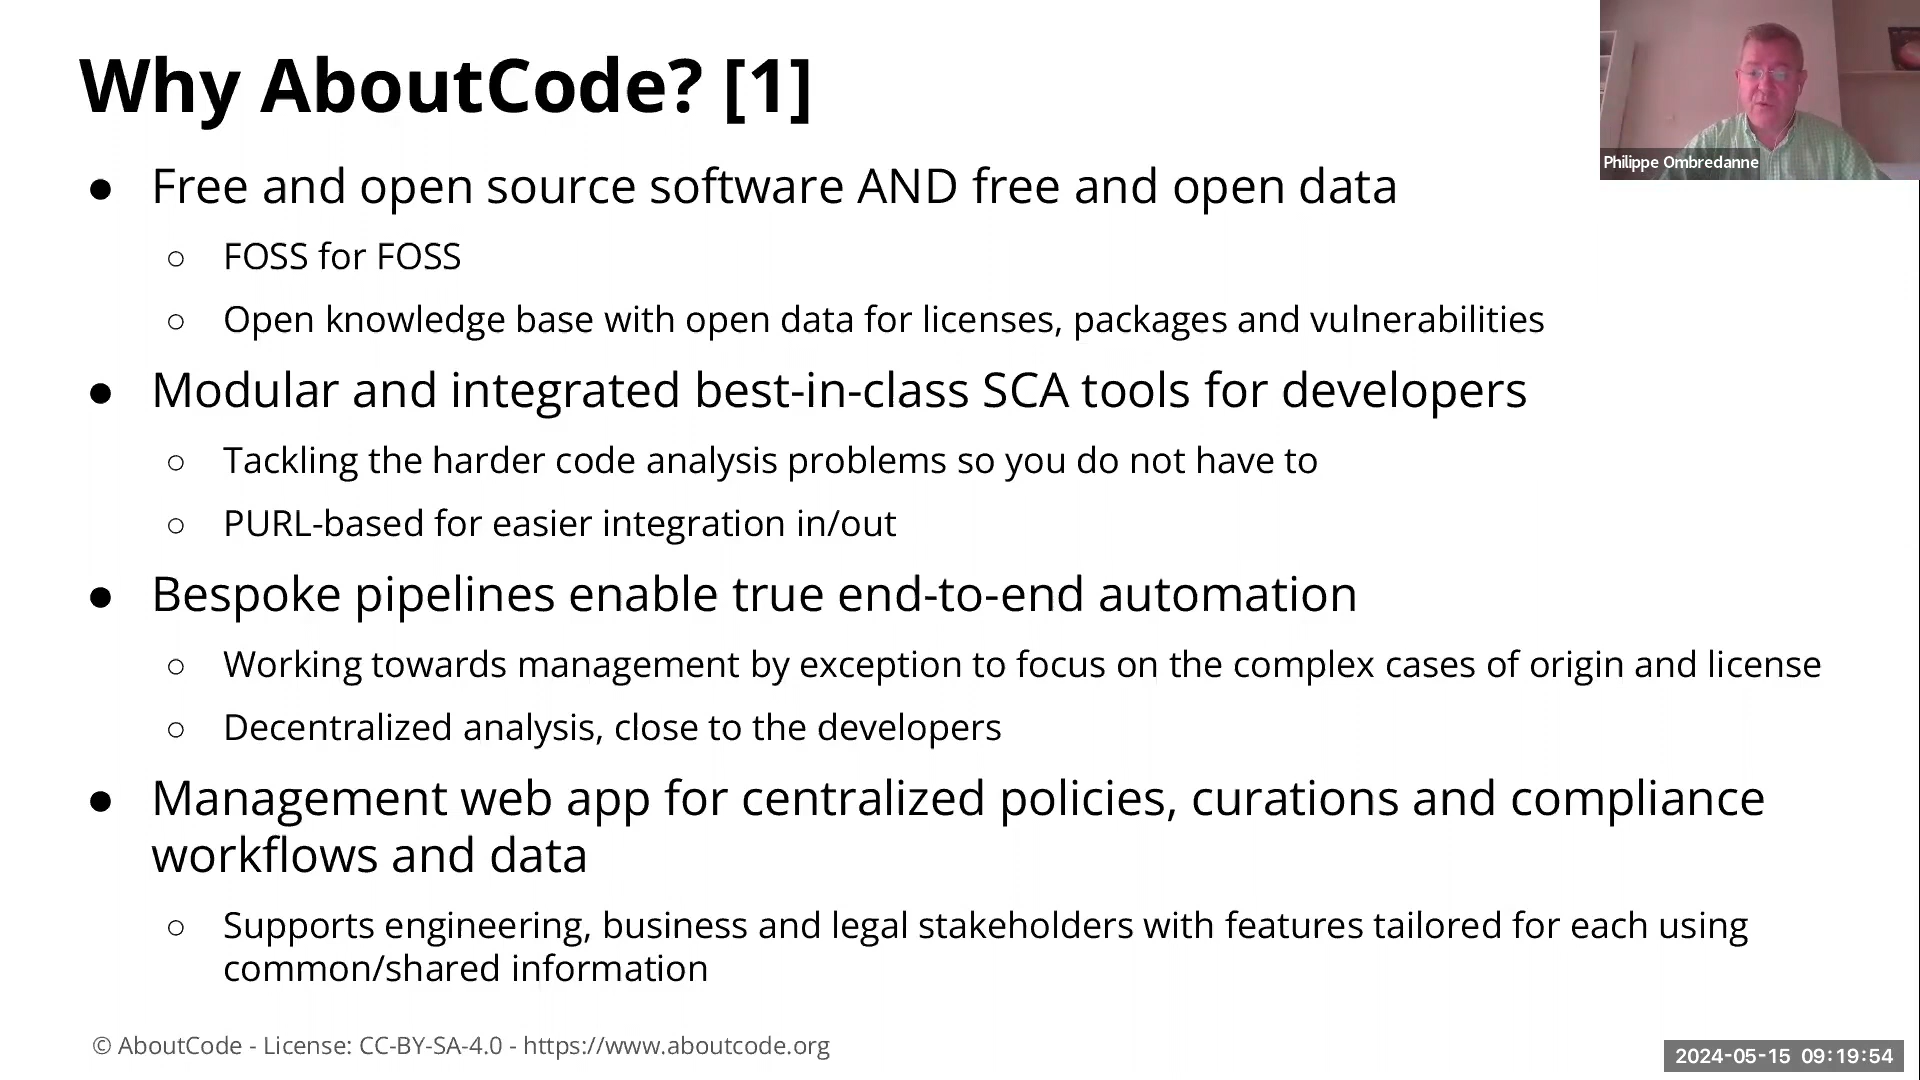 Why AboutCode? [1]
Philippe Ombredanne
● Free and open source software AND free and open data
○ FOSS for FOSS
○ Open knowledge base with open data for licenses, packages and vulnerabilities
● Modular and integrated best-in-class SCA tools for developers
○ Tackling the harder code analysis problems so you do not have to
○ PURL-based for easier integration in/out
● Bespoke pipelines enable true end-to-end automation
○ Working towards management by exception to focus on the complex cases of origin and license
○ Decentralized analysis, close to the developers
● Management web app for centralized policies, curations and compliance
workflows and data
○ Supports engineering, business and legal stakeholders with features tailored for each using
common/shared information
© AboutCode - License: CC-BY-SA-4.0 - https://www.aboutcode.org
2024-05-15 09:19:54